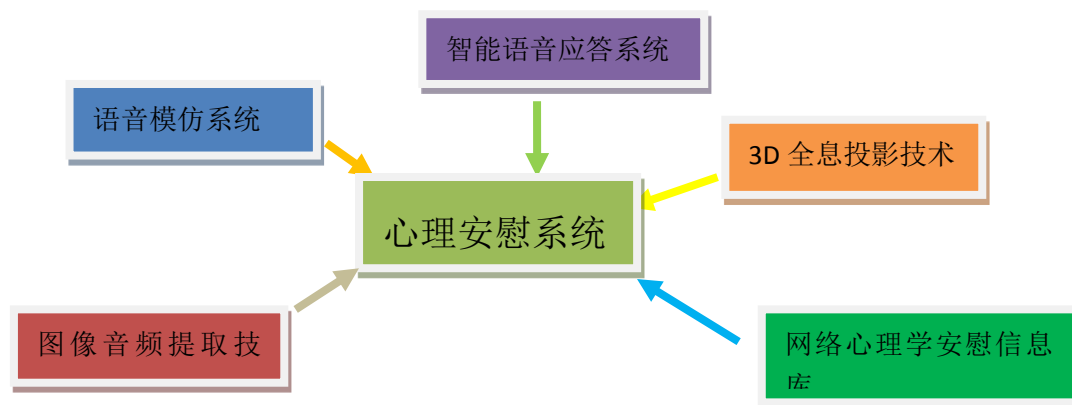 智能语音应答系统
语音模仿系统
3D 全息投影技术
心理安慰系统
图像音频提取技
网络心理学安慰信息
库